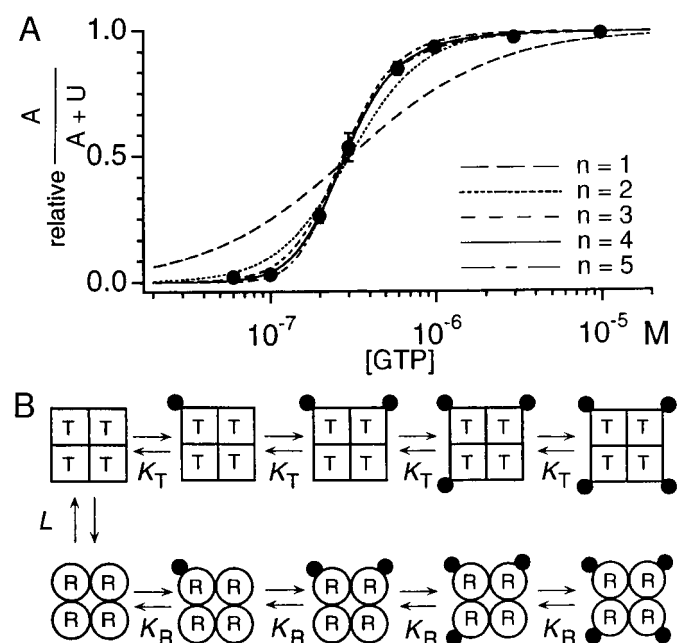 A
relative A / A + U
1.0
0.5
0.0
n = 1
n = 2
n = 3
n = 4
n = 5
10⁻⁷ 10⁻⁶ 10⁻⁵ M
[GTP]
B
T T T T T T T T T T
T T T T T T T T T T
K_T K_T K_T K_T
L
R R R R R R R R R R
R R R R R R R R R R
K_R K_R K_R K_R